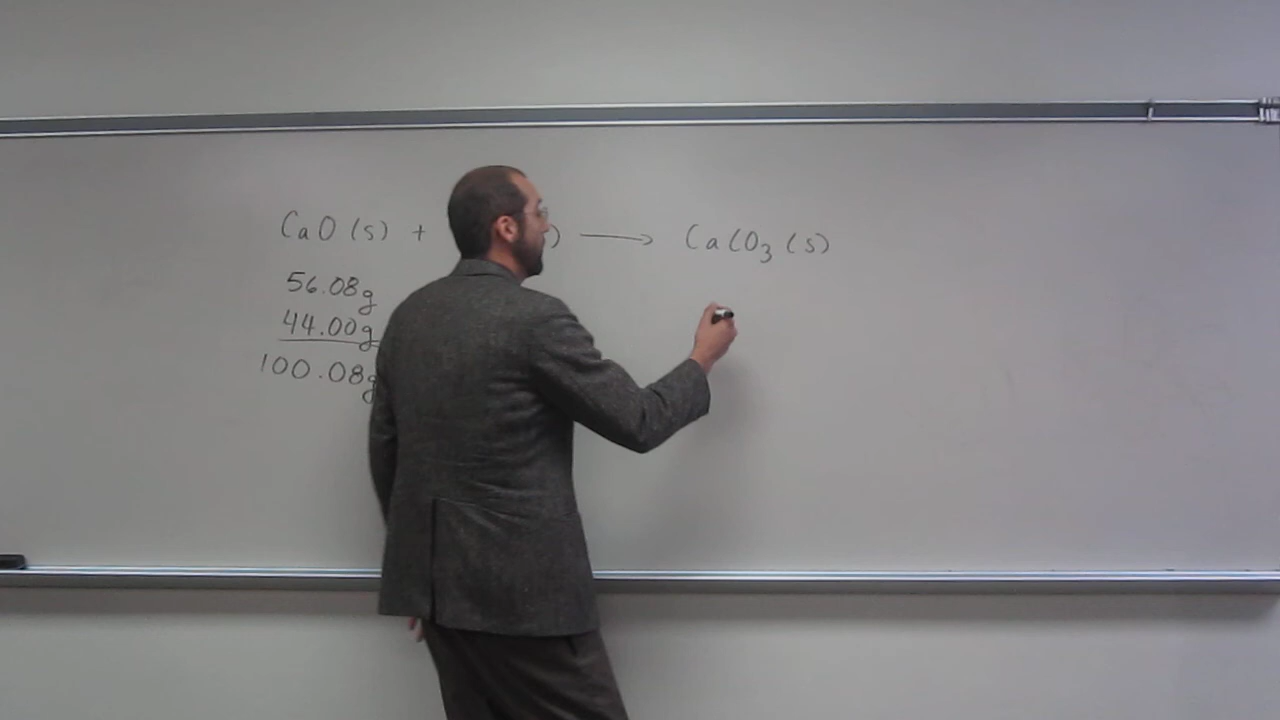 CaO (s) + ) ⟶ CaCO3 (s)
56.08g
44.00g
100.08g